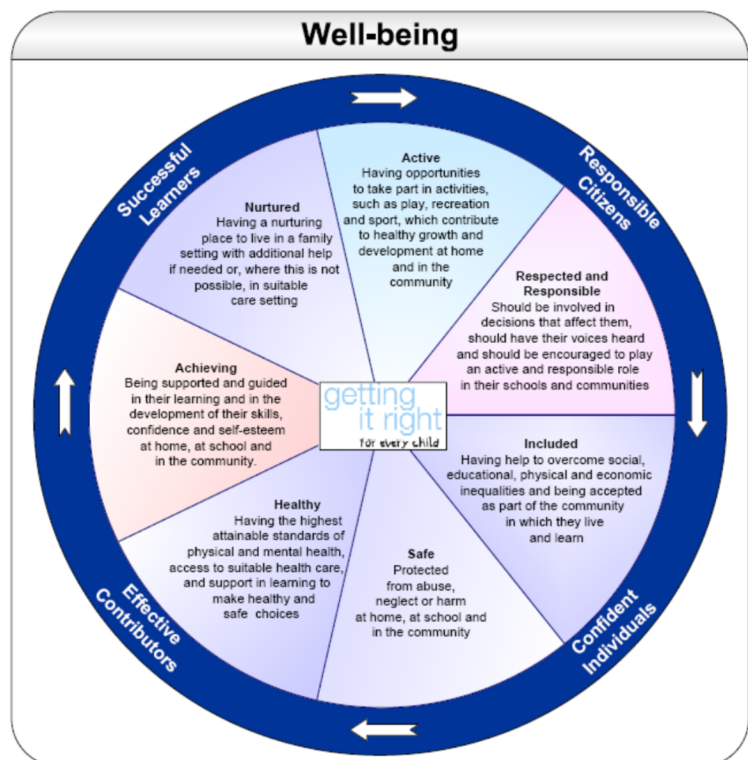 Well-being
Successful
Learners
Responsible
Citizens
Active
Having opportunities
to take part in activities,
such as play, recreation
and sport, which contribute
to healthy growth and
development at home
and in the
community
Nurtured
Having a nurturing
place to live in a family
setting with additional help
if needed or, where this is not
possible, in suitable
care setting
Respected and
Responsible
Should be involved in
decisions that affect them,
should have their voices heard
and should be encouraged to play
an active and responsible role
in their schools and communities
Achieving
Being supported and guided
in their learning and in the
development of their skills,
confidence and self-esteem
at home, at school and
in the community.
getting
it right
for every child
Included
Having help to overcome social,
educational, physical and economic
inequalities and being accepted
as part of the community
in which they live
and learn
Healthy
Having the highest
attainable standards of
physical and mental health,
access to suitable health care,
and support in learning to
make healthy and
safe choices
Safe
Protected
from abuse,
neglect or harm
at home, at school and
in the community
Effective
Contributors
Confident
Individuals